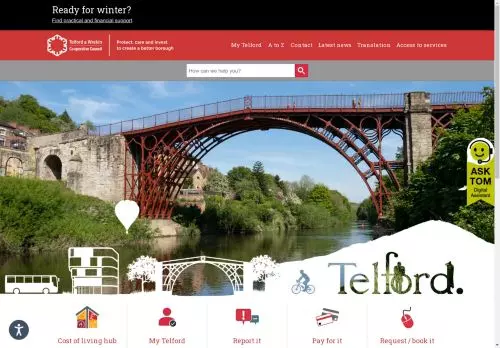 Ready for winter?
Find practical and financial support
Telford & Wrekin
Co-operative Council
Protect, care and invest
to create a better borough
My Telford
A to Z
Contact
Latest news
Translation
Access to services
How can we help you?
ASK
TOM
Digital
Assistant
Telford.
Cost of living hub
My Telford
Report it
Pay for it
Request / book it